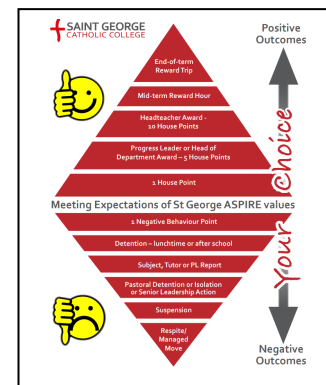 SAINT GEORGE
CATHOLIC COLLEGE
Positive
Outcomes
End-of-term
Reward Trip
Mid-term Reward Hour
Headteacher Award -
10 House Points
Progress Leader or Head of
Department Award – 5 House Points
1 House Point
Meeting Expectations of St George ASPIRE values
1 Negative Behaviour Point
Detention – lunchtime or after school
Subject, Tutor or PL Report
Pastoral Detention or Isolation
or Senior Leadership Action
Suspension
Respite/
Managed
Move
Your Choice
Negative
Outcomes